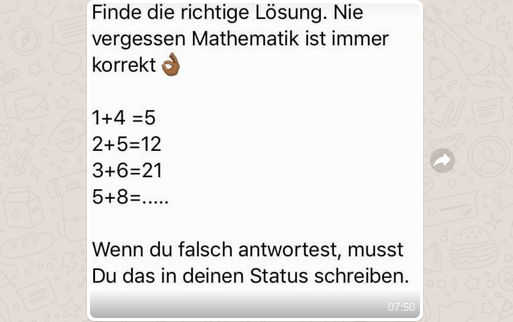 Finde die richtige Lösung. Nie
vergessen Mathematik ist immer
korrekt 👌🏾
1+4 =5
2+5=12
3+6=21
5+8=.....
Wenn du falsch antwortest, musst
Du das in deinen Status schreiben.
07:50